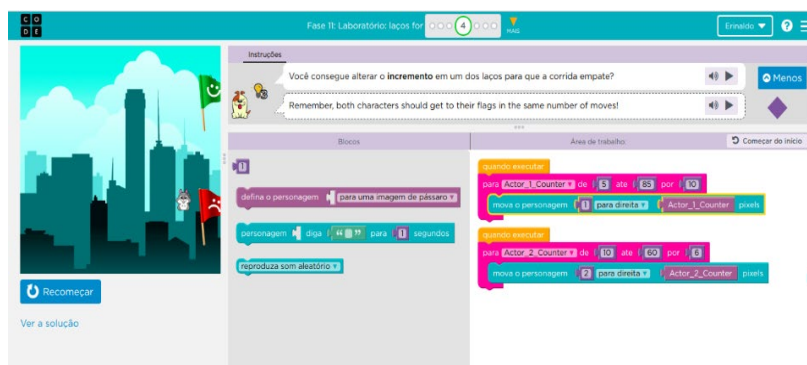 C O
D E
Fase 11: Laboratório: laços for
4
MAIS
Erinaldo
?
Instruções
Você consegue alterar o incremento em um dos laços para que a corrida empate?
Menos
Remember, both characters should get to their flags in the same number of moves!
Blocos
Área de trabalho
Começar do início
1
quando executar
para Actor_1_Counter de 5 ate 85 por 10
defina o personagem para uma imagem de pássaro
mova o personagem 1 para direita Actor_1_Counter pixels
personagem diga “ ” para 1 segundos
quando executar
para Actor_2_Counter de 10 ate 60 por 6
reproduza som aleatório
mova o personagem 2 para direita Actor_2_Counter pixels
Recomeçar
Ver a solução